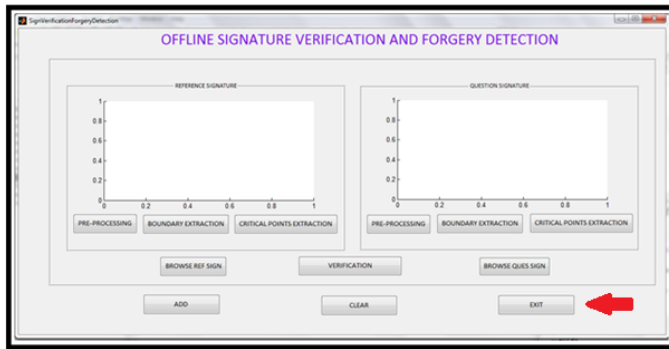 SignVerificationForgeryDetection
OFFLINE SIGNATURE VERIFICATION AND FORGERY DETECTION
REFERENCE SIGNATURE
1
0.8
0.6
0.4
0.2
0
0 0.2 0.4 0.6 0.8 1
PRE-PROCESSING BOUNDARY EXTRACTION CRITICAL POINTS EXTRACTION
QUESTION SIGNATURE
1
0.8
0.6
0.4
0.2
0
0 0.2 0.4 0.6 0.8 1
PRE-PROCESSING BOUNDARY EXTRACTION CRITICAL POINTS EXTRACTION
BROWSE REF SIGN VERIFICATION BROWSE QUES SIGN
ADD CLEAR EXIT